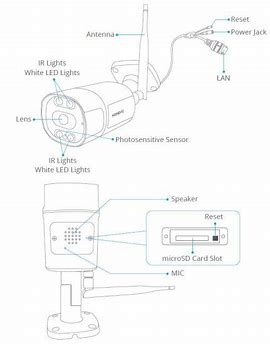 Reset
Antenna
Power Jack
IR Lights
White LED Lights
LAN
Lens
Photosensitive Sensor
IR Lights
White LED Lights
Speaker
Reset
microSD Card Slot
MIC